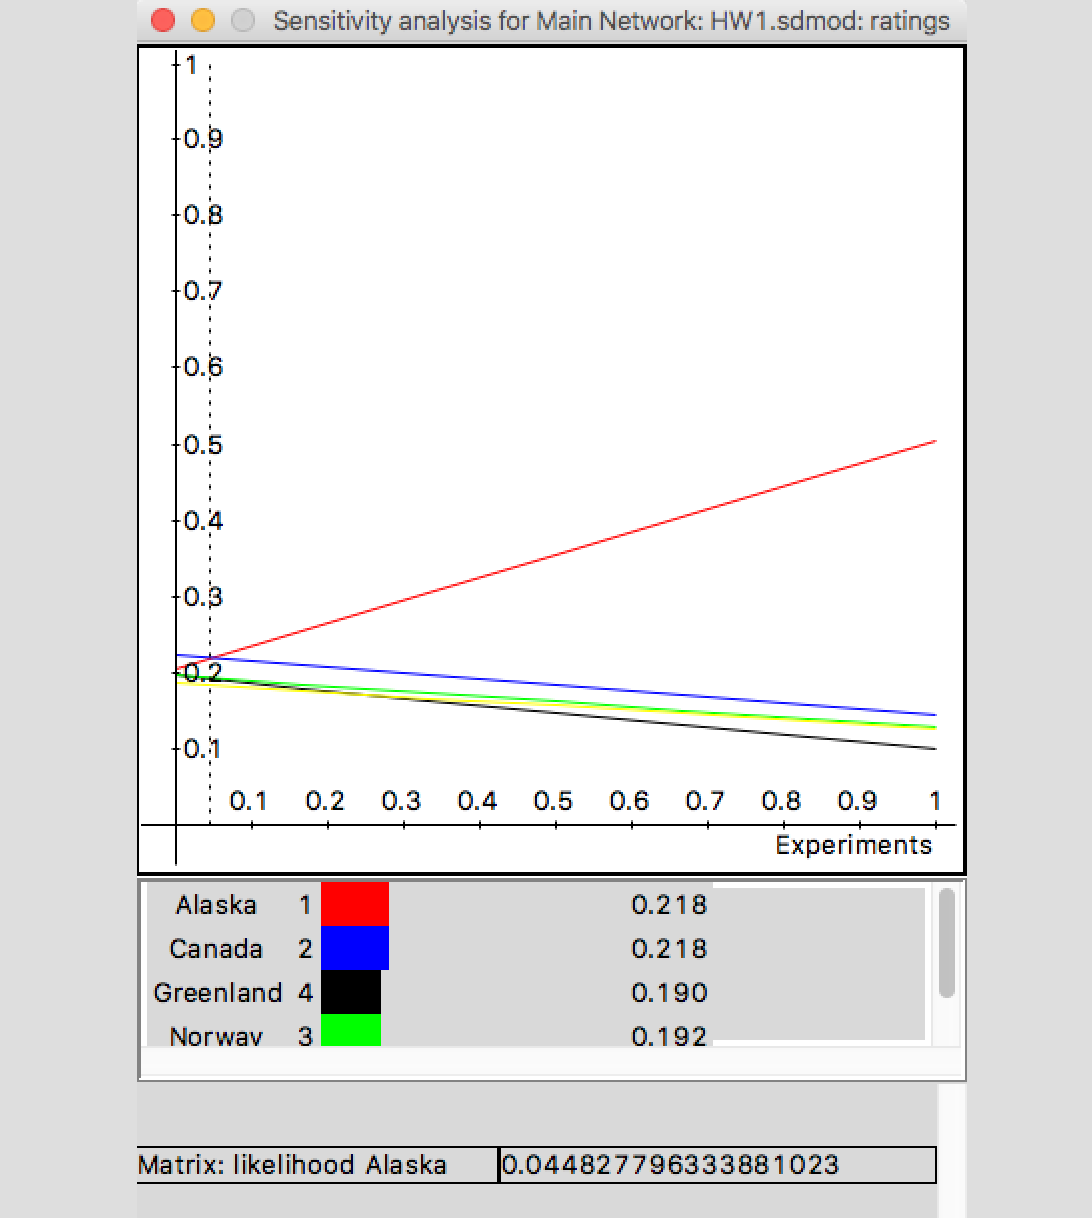 Sensitivity analysis for Main Network: HW1.sdmod: ratings
1
0.9
0.8
0.7
0.6
0.5
0.4
0.3
0.2
0.1
0.1 0.2 0.3 0.4 0.5 0.6 0.7 0.8 0.9 1
Experiments
Alaska 1 0.218
Canada 2 0.218
Greenland 4 0.190
Norway 3 0.192
Matrix: likelihood Alaska 0.044827796333881023